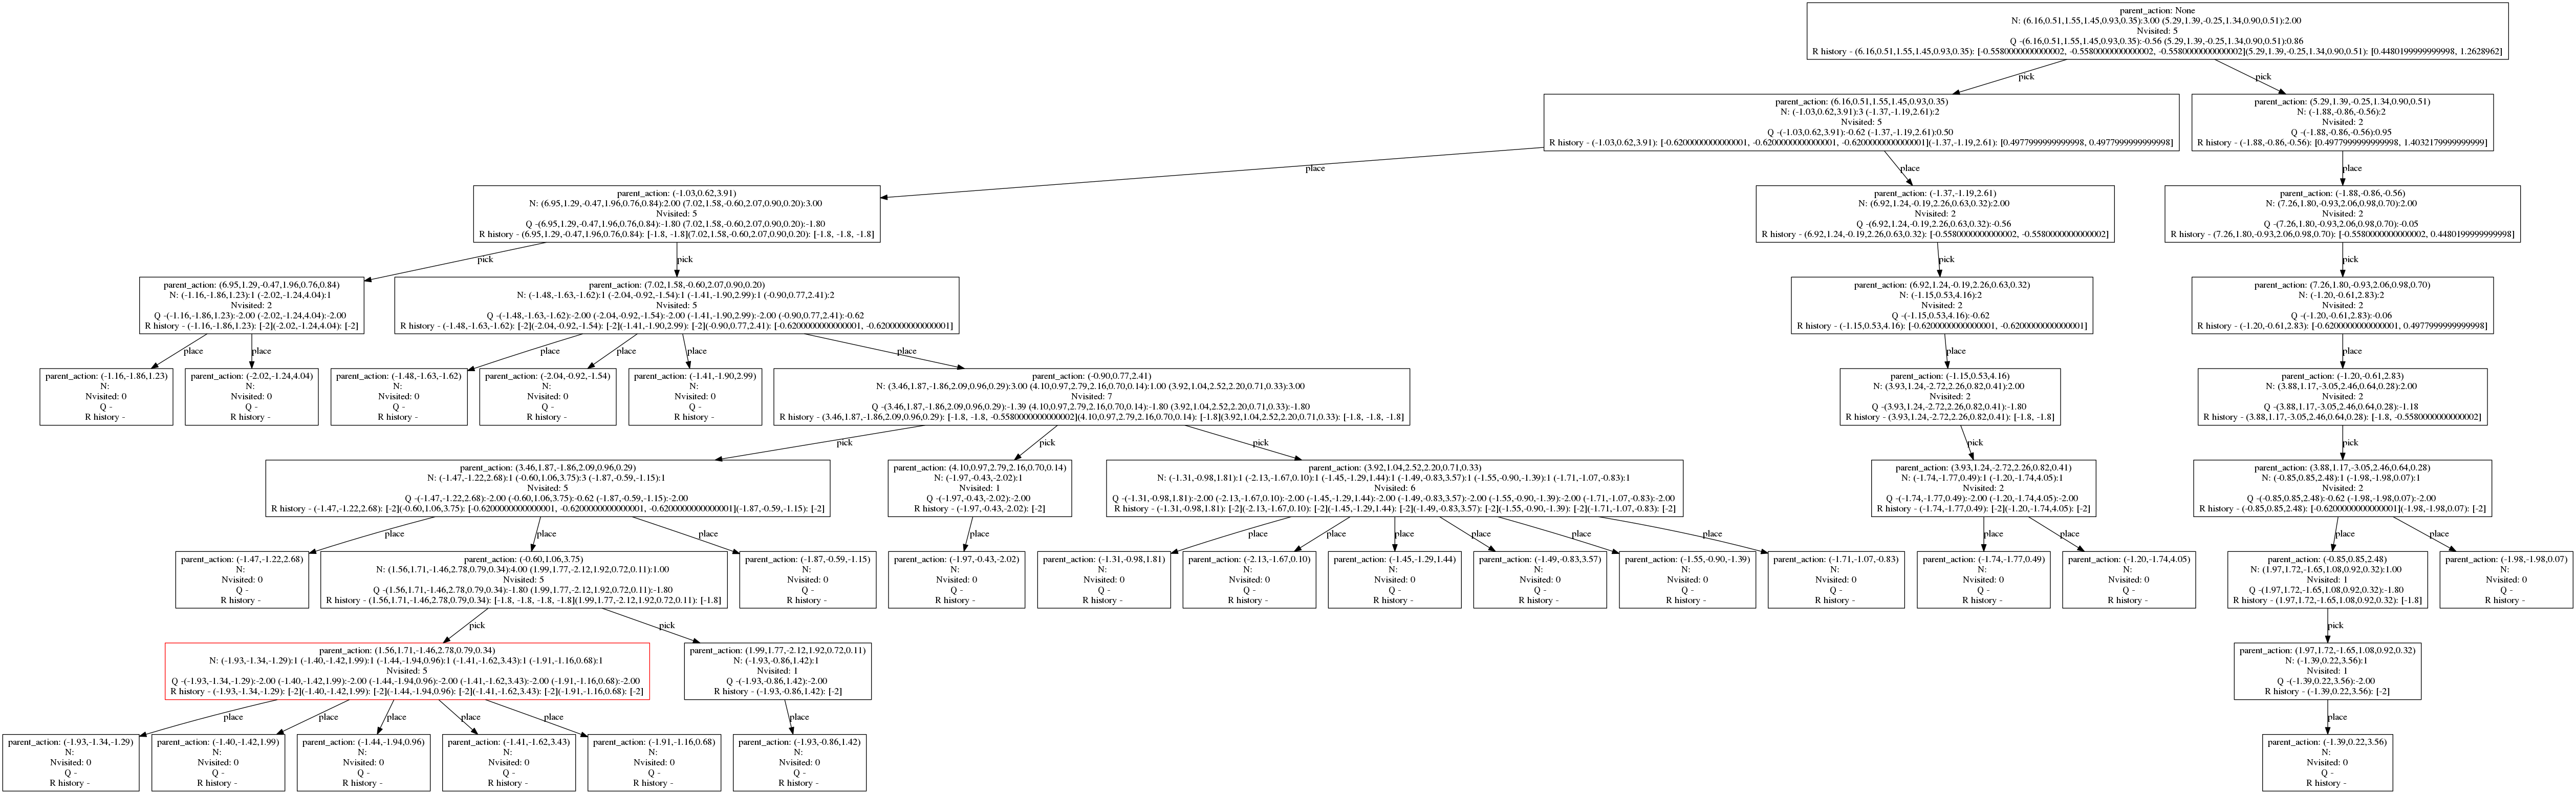 parent_action: None
N: (6.16,0.51,1.55,1.45,0.93,0.35):3.00 (5.29,1.39,-0.25,1.34,0.90,0.51):2.00
Nvisited: 5
Q -(6.16,0.51,1.55,1.45,0.93,0.35):-0.56 (5.29,1.39,-0.25,1.34,0.90,0.51):0.86
R history - (6.16,0.51,1.55,1.45,0.93,0.35): [-0.5580000000000002, -0.5580000000000002, -0.5580000000000002](5.29,1.39,-0.25,1.34,0.90,0.51): [0.4480199999999998, 1.2628962]
pick
pick
parent_action: (6.16,0.51,1.55,1.45,0.93,0.35)
N: (-1.03,0.62,3.91):3 (-1.37,-1.19,2.61):2
Nvisited: 5
Q -(-1.03,0.62,3.91):-0.62 (-1.37,-1.19,2.61):0.50
R history - (-1.03,0.62,3.91): [-0.6200000000000001, -0.6200000000000001, -0.6200000000000001](-1.37,-1.19,2.61): [0.4977999999999998, 0.4977999999999998]
parent_action: (5.29,1.39,-0.25,1.34,0.90,0.51)
N: (-1.88,-0.86,-0.56):2
Nvisited: 2
Q -(-1.88,-0.86,-0.56):0.95
R history - (-1.88,-0.86,-0.56): [0.4977999999999998, 1.4032179999999999]
place
place
place
parent_action: (-1.03,0.62,3.91)
N: (6.95,1.29,-0.47,1.96,0.76,0.84):2.00 (7.02,1.58,-0.60,2.07,0.90,0.20):3.00
Nvisited: 5
Q -(6.95,1.29,-0.47,1.96,0.76,0.84):-1.80 (7.02,1.58,-0.60,2.07,0.90,0.20):-1.80
R history - (6.95,1.29,-0.47,1.96,0.76,0.84): [-1.8, -1.8](7.02,1.58,-0.60,2.07,0.90,0.20): [-1.8, -1.8, -1.8]
parent_action: (-1.37,-1.19,2.61)
N: (6.92,1.24,-0.19,2.26,0.63,0.32):2.00
Nvisited: 2
Q -(6.92,1.24,-0.19,2.26,0.63,0.32):-0.56
R history - (6.92,1.24,-0.19,2.26,0.63,0.32): [-0.5580000000000002, -0.5580000000000002]
parent_action: (-1.88,-0.86,-0.56)
N: (7.26,1.80,-0.93,2.06,0.98,0.70):2.00
Nvisited: 2
Q -(7.26,1.80,-0.93,2.06,0.98,0.70):-0.05
R history - (7.26,1.80,-0.93,2.06,0.98,0.70): [-0.5580000000000002, 0.4480199999999998]
pick
pick
pick
pick
parent_action: (6.95,1.29,-0.47,1.96,0.76,0.84)
N: (-1.16,-1.86,1.23):1 (-2.02,-1.24,4.04):1
Nvisited: 2
Q -(-1.16,-1.86,1.23):-2.00 (-2.02,-1.24,4.04):-2.00
R history - (-1.16,-1.86,1.23): [-2](-2.02,-1.24,4.04): [-2]
parent_action: (7.02,1.58,-0.60,2.07,0.90,0.20)
N: (-1.48,-1.63,-1.62):1 (-2.04,-0.92,-1.54):1 (-1.41,-1.90,2.99):1 (-0.90,0.77,2.41):2
Nvisited: 5
Q -(-1.48,-1.63,-1.62):-2.00 (-2.04,-0.92,-1.54):-2.00 (-1.41,-1.90,2.99):-2.00 (-0.90,0.77,2.41):-0.62
R history - (-1.48,-1.63,-1.62): [-2](-2.04,-0.92,-1.54): [-2](-1.41,-1.90,2.99): [-2](-0.90,0.77,2.41): [-0.6200000000000001, -0.6200000000000001]
parent_action: (6.92,1.24,-0.19,2.26,0.63,0.32)
N: (-1.15,0.53,4.16):2
Nvisited: 2
Q -(-1.15,0.53,4.16):-0.62
R history - (-1.15,0.53,4.16): [-0.6200000000000001, -0.6200000000000001]
parent_action: (7.26,1.80,-0.93,2.06,0.98,0.70)
N: (-1.20,-0.61,2.83):2
Nvisited: 2
Q -(-1.20,-0.61,2.83):-0.06
R history - (-1.20,-0.61,2.83): [-0.6200000000000001, 0.4977999999999998]
place
place
place
place
place
place
place
place
parent_action: (-1.16,-1.86,1.23)
N:
Nvisited: 0
Q -
R history -
parent_action: (-2.02,-1.24,4.04)
N:
Nvisited: 0
Q -
R history -
parent_action: (-1.48,-1.63,-1.62)
N:
Nvisited: 0
Q -
R history -
parent_action: (-2.04,-0.92,-1.54)
N:
Nvisited: 0
Q -
R history -
parent_action: (-1.41,-1.90,2.99)
N:
Nvisited: 0
Q -
R history -
parent_action: (-0.90,0.77,2.41)
N: (3.46,1.87,-1.86,2.09,0.96,0.29):3.00 (4.10,0.97,2.79,2.16,0.70,0.14):1.00 (3.92,1.04,2.52,2.20,0.71,0.33):3.00
Nvisited: 7
Q -(3.46,1.87,-1.86,2.09,0.96,0.29):-1.39 (4.10,0.97,2.79,2.16,0.70,0.14):-1.80 (3.92,1.04,2.52,2.20,0.71,0.33):-1.80
R history - (3.46,1.87,-1.86,2.09,0.96,0.29): [-1.8, -1.8, -0.5580000000000002](4.10,0.97,2.79,2.16,0.70,0.14): [-1.8](3.92,1.04,2.52,2.20,0.71,0.33): [-1.8, -1.8, -1.8]
parent_action: (-1.15,0.53,4.16)
N: (3.93,1.24,-2.72,2.26,0.82,0.41):2.00
Nvisited: 2
Q -(3.93,1.24,-2.72,2.26,0.82,0.41):-1.80
R history - (3.93,1.24,-2.72,2.26,0.82,0.41): [-1.8, -1.8]
parent_action: (-1.20,-0.61,2.83)
N: (3.88,1.17,-3.05,2.46,0.64,0.28):2.00
Nvisited: 2
Q -(3.88,1.17,-3.05,2.46,0.64,0.28):-1.18
R history - (3.88,1.17,-3.05,2.46,0.64,0.28): [-1.8, -0.5580000000000002]
pick
pick
pick
pick
pick
parent_action: (3.46,1.87,-1.86,2.09,0.96,0.29)
N: (-1.47,-1.22,2.68):1 (-0.60,1.06,3.75):3 (-1.87,-0.59,-1.15):1
Nvisited: 5
Q -(-1.47,-1.22,2.68):-2.00 (-0.60,1.06,3.75):-0.62 (-1.87,-0.59,-1.15):-2.00
R history - (-1.47,-1.22,2.68): [-2](-0.60,1.06,3.75): [-0.6200000000000001, -0.6200000000000001, -0.6200000000000001](-1.87,-0.59,-1.15): [-2]
parent_action: (4.10,0.97,2.79,2.16,0.70,0.14)
N: (-1.97,-0.43,-2.02):1
Nvisited: 1
Q -(-1.97,-0.43,-2.02):-2.00
R history - (-1.97,-0.43,-2.02): [-2]
parent_action: (3.92,1.04,2.52,2.20,0.71,0.33)
N: (-1.31,-0.98,1.81):1 (-2.13,-1.67,0.10):1 (-1.45,-1.29,1.44):1 (-1.49,-0.83,3.57):1 (-1.55,-0.90,-1.39):1 (-1.71,-1.07,-0.83):1
Nvisited: 6
Q -(-1.31,-0.98,1.81):-2.00 (-2.13,-1.67,0.10):-2.00 (-1.45,-1.29,1.44):-2.00 (-1.49,-0.83,3.57):-2.00 (-1.55,-0.90,-1.39):-2.00 (-1.71,-1.07,-0.83):-2.00
R history - (-1.31,-0.98,1.81): [-2](-2.13,-1.67,0.10): [-2](-1.45,-1.29,1.44): [-2](-1.49,-0.83,3.57): [-2](-1.55,-0.90,-1.39): [-2](-1.71,-1.07,-0.83): [-2]
parent_action: (3.93,1.24,-2.72,2.26,0.82,0.41)
N: (-1.74,-1.77,0.49):1 (-1.20,-1.74,4.05):1
Nvisited: 2
Q -(-1.74,-1.77,0.49):-2.00 (-1.20,-1.74,4.05):-2.00
R history - (-1.74,-1.77,0.49): [-2](-1.20,-1.74,4.05): [-2]
parent_action: (3.88,1.17,-3.05,2.46,0.64,0.28)
N: (-0.85,0.85,2.48):1 (-1.98,-1.98,0.07):1
Nvisited: 2
Q -(-0.85,0.85,2.48):-0.62 (-1.98,-1.98,0.07):-2.00
R history - (-0.85,0.85,2.48): [-0.6200000000000001](-1.98,-1.98,0.07): [-2]
place
place
place
place
place
place
place
place
place
place
place
place
place
place
parent_action: (-1.47,-1.22,2.68)
N:
Nvisited: 0
Q -
R history -
parent_action: (-0.60,1.06,3.75)
N: (1.56,1.71,-1.46,2.78,0.79,0.34):4.00 (1.99,1.77,-2.12,1.92,0.72,0.11):1.00
Nvisited: 5
Q -(1.56,1.71,-1.46,2.78,0.79,0.34):-1.80 (1.99,1.77,-2.12,1.92,0.72,0.11):-1.80
R history - (1.56,1.71,-1.46,2.78,0.79,0.34): [-1.8, -1.8, -1.8, -1.8](1.99,1.77,-2.12,1.92,0.72,0.11): [-1.8]
parent_action: (-1.87,-0.59,-1.15)
N:
Nvisited: 0
Q -
R history -
parent_action: (-1.97,-0.43,-2.02)
N:
Nvisited: 0
Q -
R history -
parent_action: (-1.31,-0.98,1.81)
N:
Nvisited: 0
Q -
R history -
parent_action: (-2.13,-1.67,0.10)
N:
Nvisited: 0
Q -
R history -
parent_action: (-1.45,-1.29,1.44)
N:
Nvisited: 0
Q -
R history -
parent_action: (-1.49,-0.83,3.57)
N:
Nvisited: 0
Q -
R history -
parent_action: (-1.55,-0.90,-1.39)
N:
Nvisited: 0
Q -
R history -
parent_action: (-1.71,-1.07,-0.83)
N:
Nvisited: 0
Q -
R history -
parent_action: (-1.74,-1.77,0.49)
N:
Nvisited: 0
Q -
R history -
parent_action: (-1.20,-1.74,4.05)
N:
Nvisited: 0
Q -
R history -
parent_action: (-0.85,0.85,2.48)
N: (1.97,1.72,-1.65,1.08,0.92,0.32):1.00
Nvisited: 1
Q -(1.97,1.72,-1.65,1.08,0.92,0.32):-1.80
R history - (1.97,1.72,-1.65,1.08,0.92,0.32): [-1.8]
parent_action: (-1.98,-1.98,0.07)
N:
Nvisited: 0
Q -
R history -
pick
pick
pick
parent_action: (1.56,1.71,-1.46,2.78,0.79,0.34)
N: (-1.93,-1.34,-1.29):1 (-1.40,-1.42,1.99):1 (-1.44,-1.94,0.96):1 (-1.41,-1.62,3.43):1 (-1.91,-1.16,0.68):1
Nvisited: 5
Q -(-1.93,-1.34,-1.29):-2.00 (-1.40,-1.42,1.99):-2.00 (-1.44,-1.94,0.96):-2.00 (-1.41,-1.62,3.43):-2.00 (-1.91,-1.16,0.68):-2.00
R history - (-1.93,-1.34,-1.29): [-2](-1.40,-1.42,1.99): [-2](-1.44,-1.94,0.96): [-2](-1.41,-1.62,3.43): [-2](-1.91,-1.16,0.68): [-2]
parent_action: (1.99,1.77,-2.12,1.92,0.72,0.11)
N: (-1.93,-0.86,1.42):1
Nvisited: 1
Q -(-1.93,-0.86,1.42):-2.00
R history - (-1.93,-0.86,1.42): [-2]
parent_action: (1.97,1.72,-1.65,1.08,0.92,0.32)
N: (-1.39,0.22,3.56):1
Nvisited: 1
Q -(-1.39,0.22,3.56):-2.00
R history - (-1.39,0.22,3.56): [-2]
place
place
place
place
place
place
place
parent_action: (-1.93,-1.34,-1.29)
N:
Nvisited: 0
Q -
R history -
parent_action: (-1.40,-1.42,1.99)
N:
Nvisited: 0
Q -
R history -
parent_action: (-1.44,-1.94,0.96)
N:
Nvisited: 0
Q -
R history -
parent_action: (-1.41,-1.62,3.43)
N:
Nvisited: 0
Q -
R history -
parent_action: (-1.91,-1.16,0.68)
N:
Nvisited: 0
Q -
R history -
parent_action: (-1.93,-0.86,1.42)
N:
Nvisited: 0
Q -
R history -
parent_action: (-1.39,0.22,3.56)
N:
Nvisited: 0
Q -
R history -